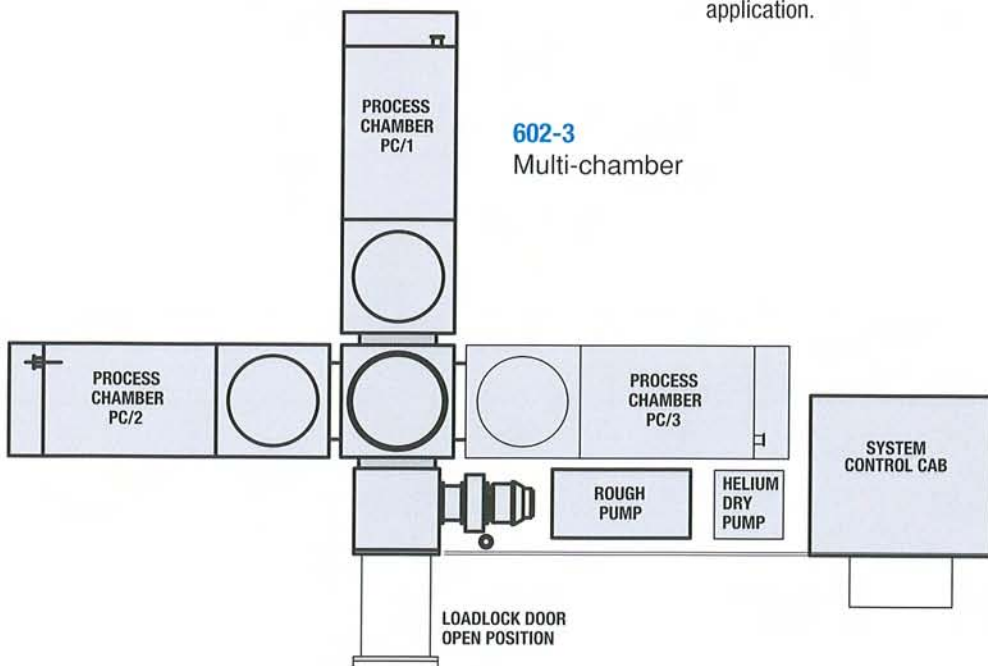 application.
PROCESS
CHAMBER
PC/1
602-3
Multi-chamber
PROCESS
CHAMBER
PC/2
PROCESS
CHAMBER
PC/3
SYSTEM
CONTROL CAB
ROUGH
PUMP
HELIUM
DRY
PUMP
LOADLOCK DOOR
OPEN POSITION